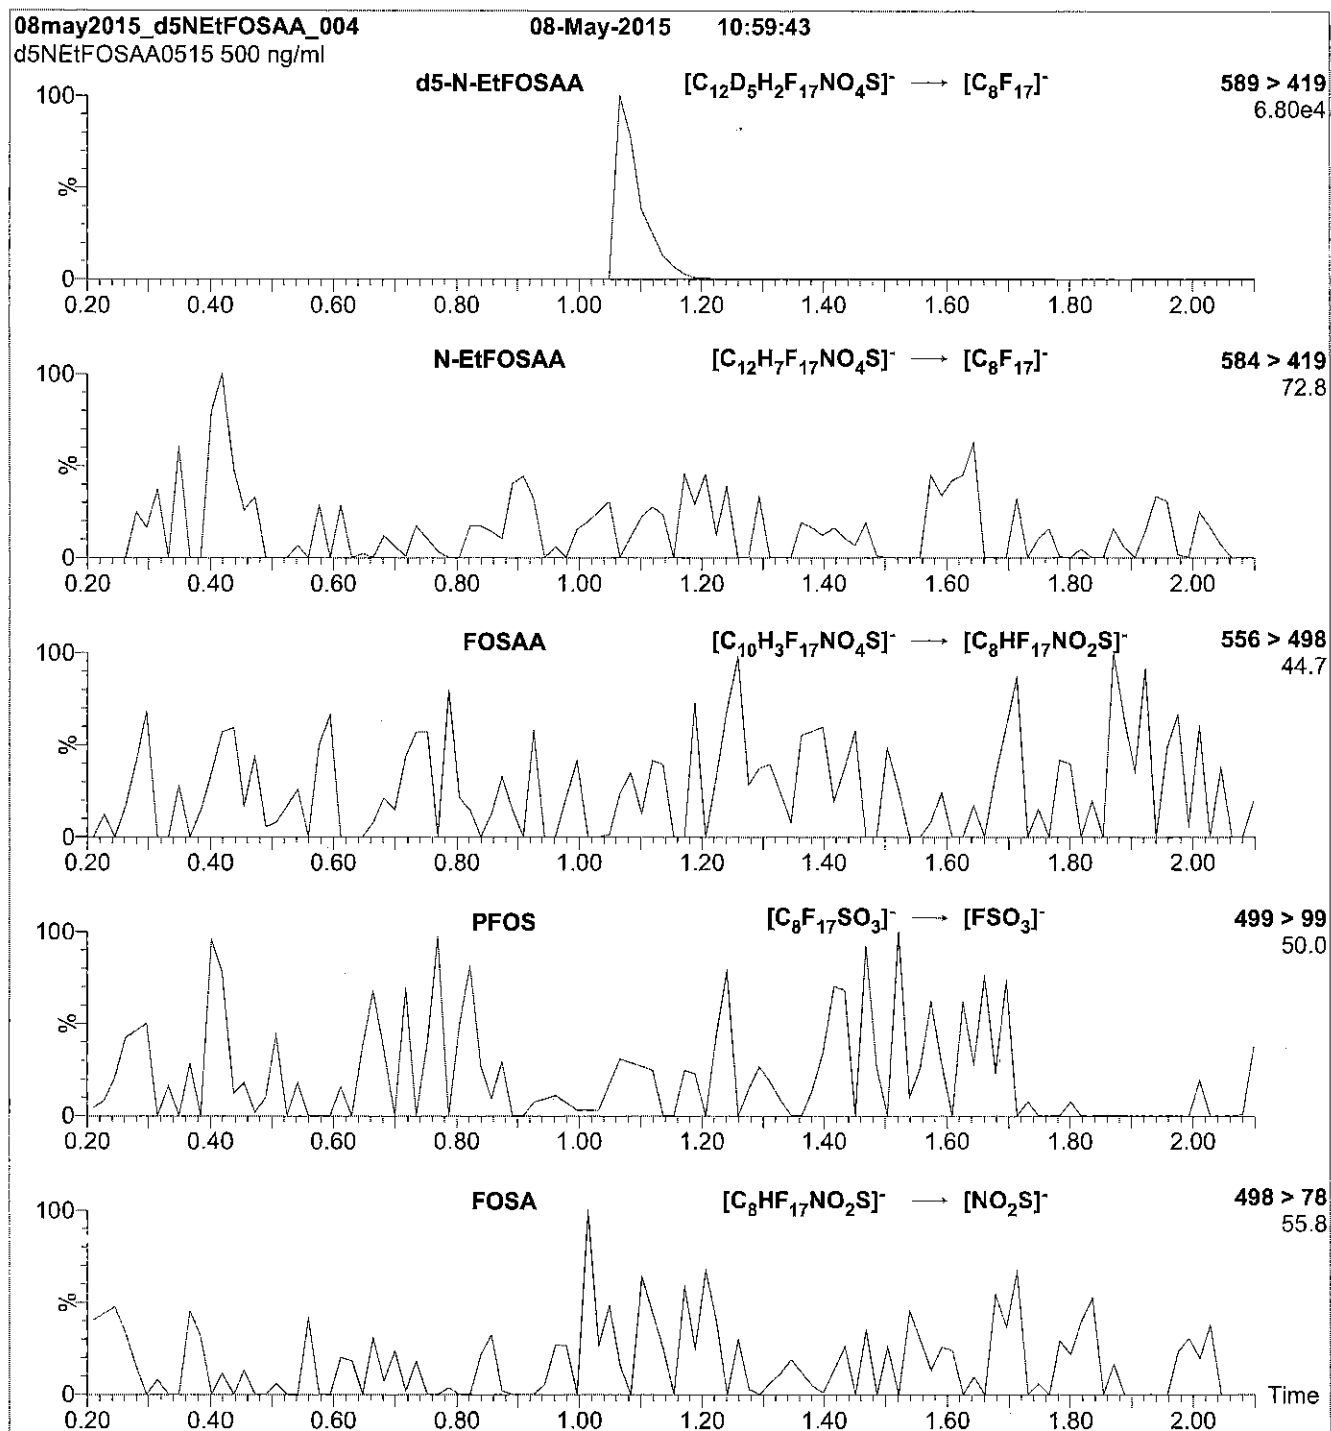 08may2015_d5NEtFOSAA_004 08-May-2015 10:59:43
d5NEtFOSAA0515 500 ng/ml
d5-N-EtFOSAA [C₁₂D₅H₂F₁₇NO₄S]⁻ → [C₈F₁₇]⁻ 589 > 419
6.80e4
100
%
0
0.20 0.40 0.60 0.80 1.00 1.20 1.40 1.60 1.80 2.00
N-EtFOSAA [C₁₂H₇F₁₇NO₄S]⁻ → [C₈F₁₇]⁻ 584 > 419
72.8
100
%
0
0.20 0.40 0.60 0.80 1.00 1.20 1.40 1.60 1.80 2.00
FOSAA [C₁₀H₃F₁₇NO₄S]⁻ → [C₈HF₁₇NO₂S]⁻ 556 > 498
44.7
100
%
0
0.20 0.40 0.60 0.80 1.00 1.20 1.40 1.60 1.80 2.00
PFOS [C₈F₁₇SO₃]⁻ → [FSO₃]⁻ 499 > 99
50.0
100
%
0
0.20 0.40 0.60 0.80 1.00 1.20 1.40 1.60 1.80 2.00
FOSA [C₈HF₁₇NO₂S]⁻ → [NO₂S]⁻ 498 > 78
55.8
100
%
0 Time
0.20 0.40 0.60 0.80 1.00 1.20 1.40 1.60 1.80 2.00